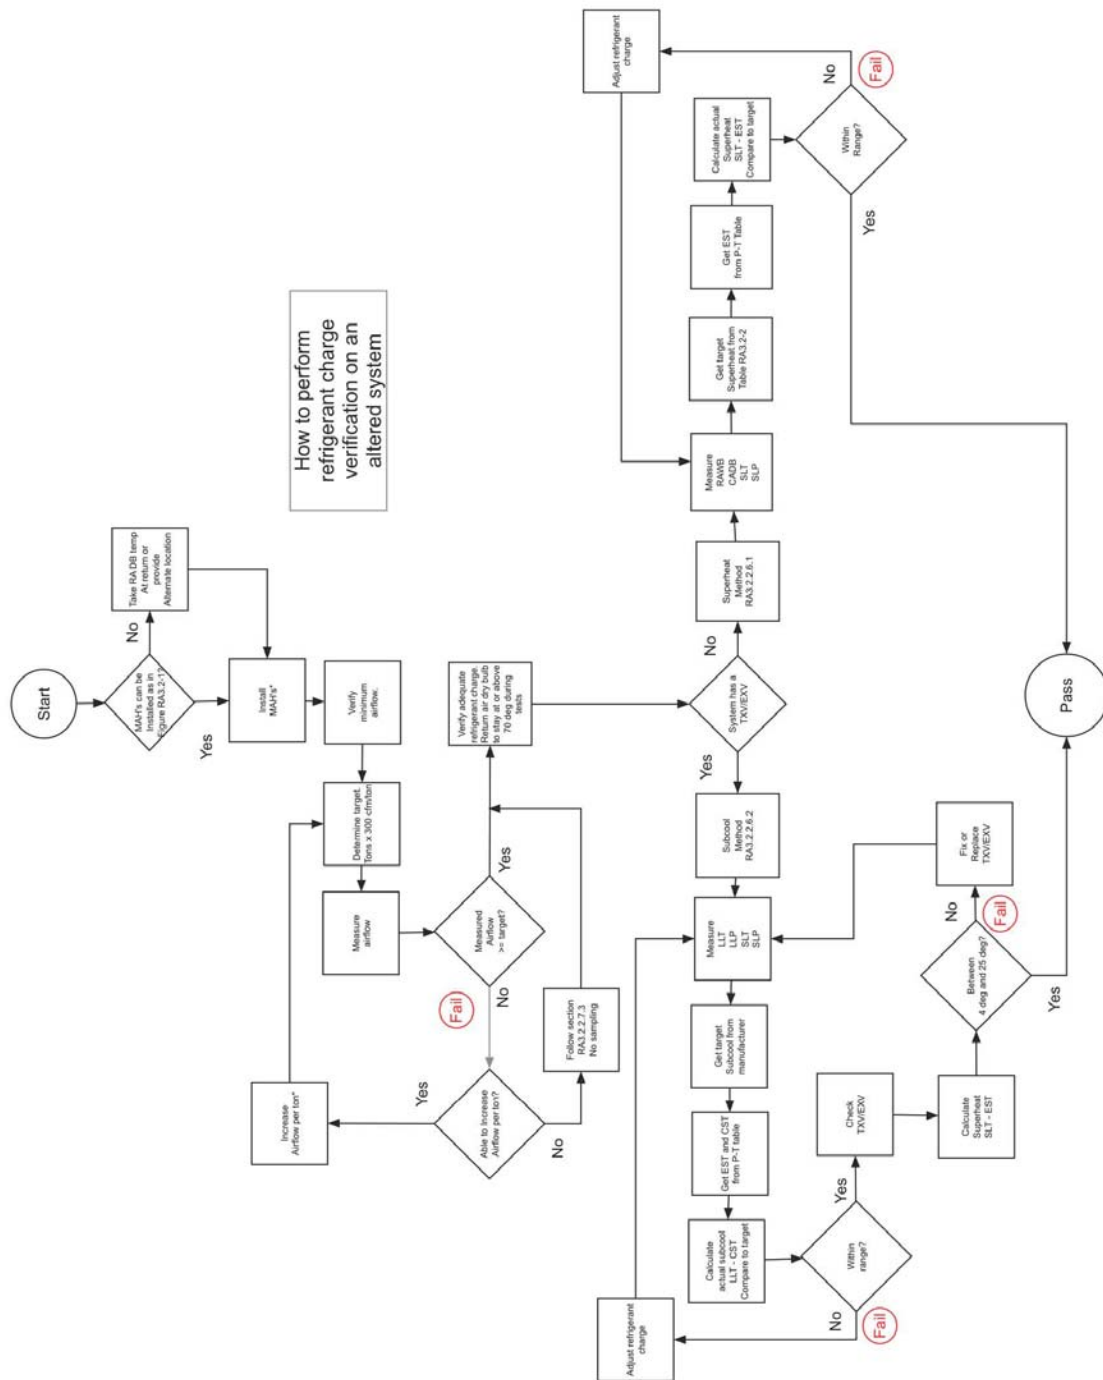 Start
MAH's can be
Installed as in
Figure RA3.2-1?
No
Take RA DB temp
At return or
provide
Alternate location
Yes
Install
MAH's*
Verify
minimum
airflow.
Determine target.
Tons x 300 cfm/ton
Measure
airflow
Measured
Airflow
>= target?
Yes
No
Fail
Able to Increase
Airflow per ton?
Yes
Increase
Airflow per ton*
No
Follow section
RA3.2.2.7.3
No sampling
Verify adequate
refrigerant charge.
Return air dry bulb
to stay at or above
70 deg during
tests
How to perform
refrigerant charge
verification on an
altered system
System has a
TXV/EXV
No
Superheat
Method
RA3.2.2.6.1
Measure
RAWB
CADB
SLT
SLP
Get target
Superheat from
Table RA3.2-2
Get EST
from P-T Table
Calculate actual
Superheat
SLT - EST
Compare to target
Within
Range?
No
Fail
Adjust refrigerant
charge
Yes
Yes
Subcool
Method
RA3.2.2.6.2
Measure
LLT
LLP
SLT
SLP
Get target
Subcool from
manufacturer
Get EST and CST
from P-T table
Calculate
actual subcool
LLT - CST
Compare to target
Within
range?
No
Fail
Adjust refrigerant
charge
Yes
Check
TXV/EXV
Calculate
Superheat
SLT - EST
Between
4 deg and 25 deg?
No
Fail
Fix or
Replace
TXV/EXV
Yes
Pass